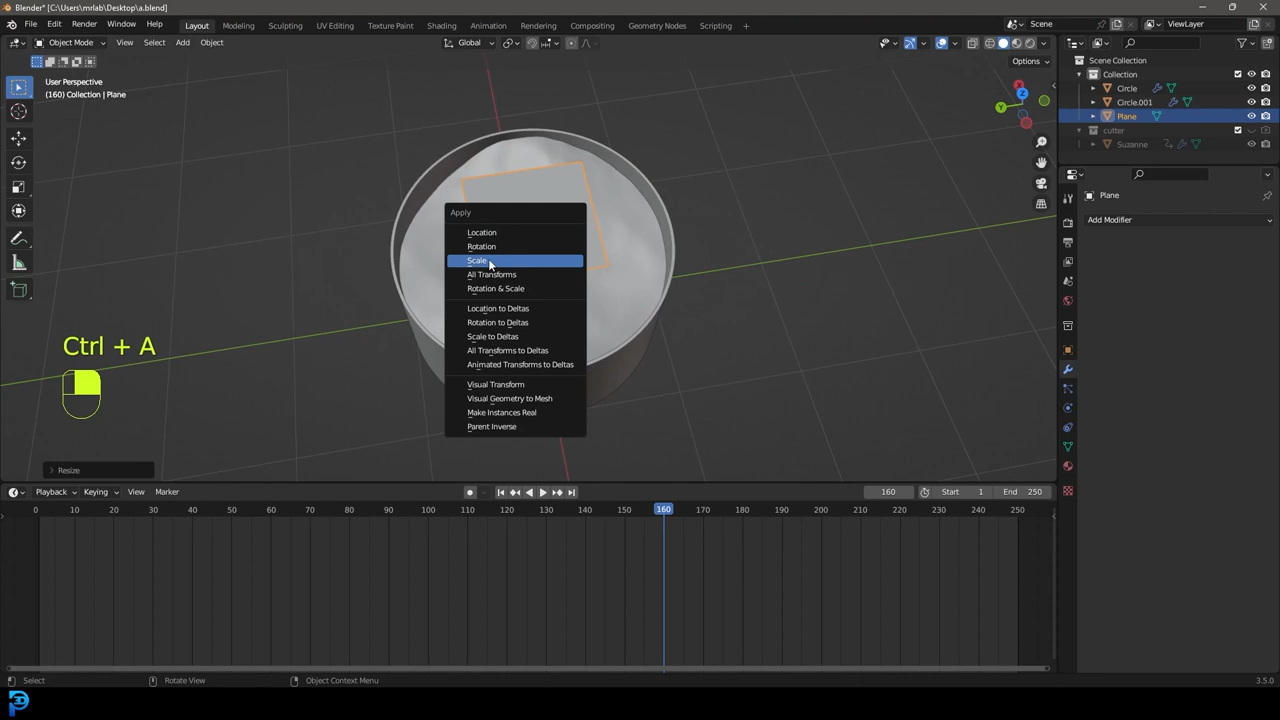 Blender* [C:\Users\mrlab\Desktop\a.blend]
File Edit Render Window Help Layout Modeling Sculpting UV Editing Texture Paint Shading Animation Rendering Compositing Geometry Nodes Scripting + Scene ViewLayer
Object Mode View Select Add Object Global
Options
User Perspective
(160) Collection | Plane
X
Y
Z
Scene Collection
Collection
Circle
Circle.001
Plane
cutter
Suzanne
Plane
Add Modifier
Apply
Location
Rotation
Scale
All Transforms
Rotation & Scale
Location to Deltas
Rotation to Deltas
Scale to Deltas
All Transforms to Deltas
Animated Transforms to Deltas
Visual Transform
Visual Geometry to Mesh
Make Instances Real
Parent Inverse
Ctrl + A
Resize
Playback Keying View Marker 160 Start 1 End 250
0 10 20 30 40 50 60 70 80 90 100 110 120 130 140 150 160 170 180 190 200 210 220 230 240 250
Select Rotate View Object Context Menu 3.5.0